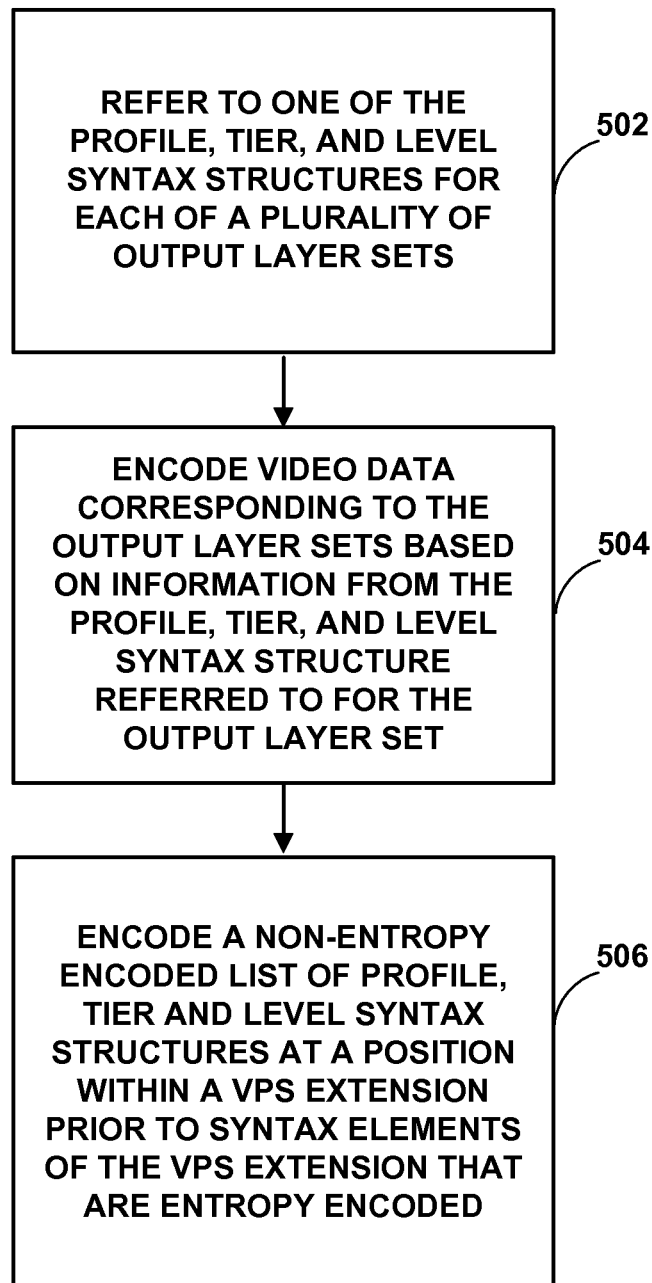 REFER TO ONE OF THE
PROFILE, TIER, AND LEVEL
SYNTAX STRUCTURES FOR
EACH OF A PLURALITY OF
OUTPUT LAYER SETS
502
ENCODE VIDEO DATA
CORRESPONDING TO THE
OUTPUT LAYER SETS BASED
ON INFORMATION FROM THE
PROFILE, TIER, AND LEVEL
SYNTAX STRUCTURE
REFERRED TO FOR THE
OUTPUT LAYER SET
504
ENCODE A NON-ENTROPY
ENCODED LIST OF PROFILE,
TIER AND LEVEL SYNTAX
STRUCTURES AT A POSITION
WITHIN A VPS EXTENSION
PRIOR TO SYNTAX ELEMENTS
OF THE VPS EXTENSION THAT
ARE ENTROPY ENCODED
506